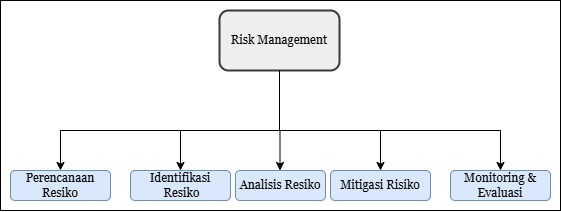 Risk Management
Perencanaan
Resiko
Identifikasi
Resiko
Analisis Resiko
Mitigasi Risiko
Monitoring &
Evaluasi